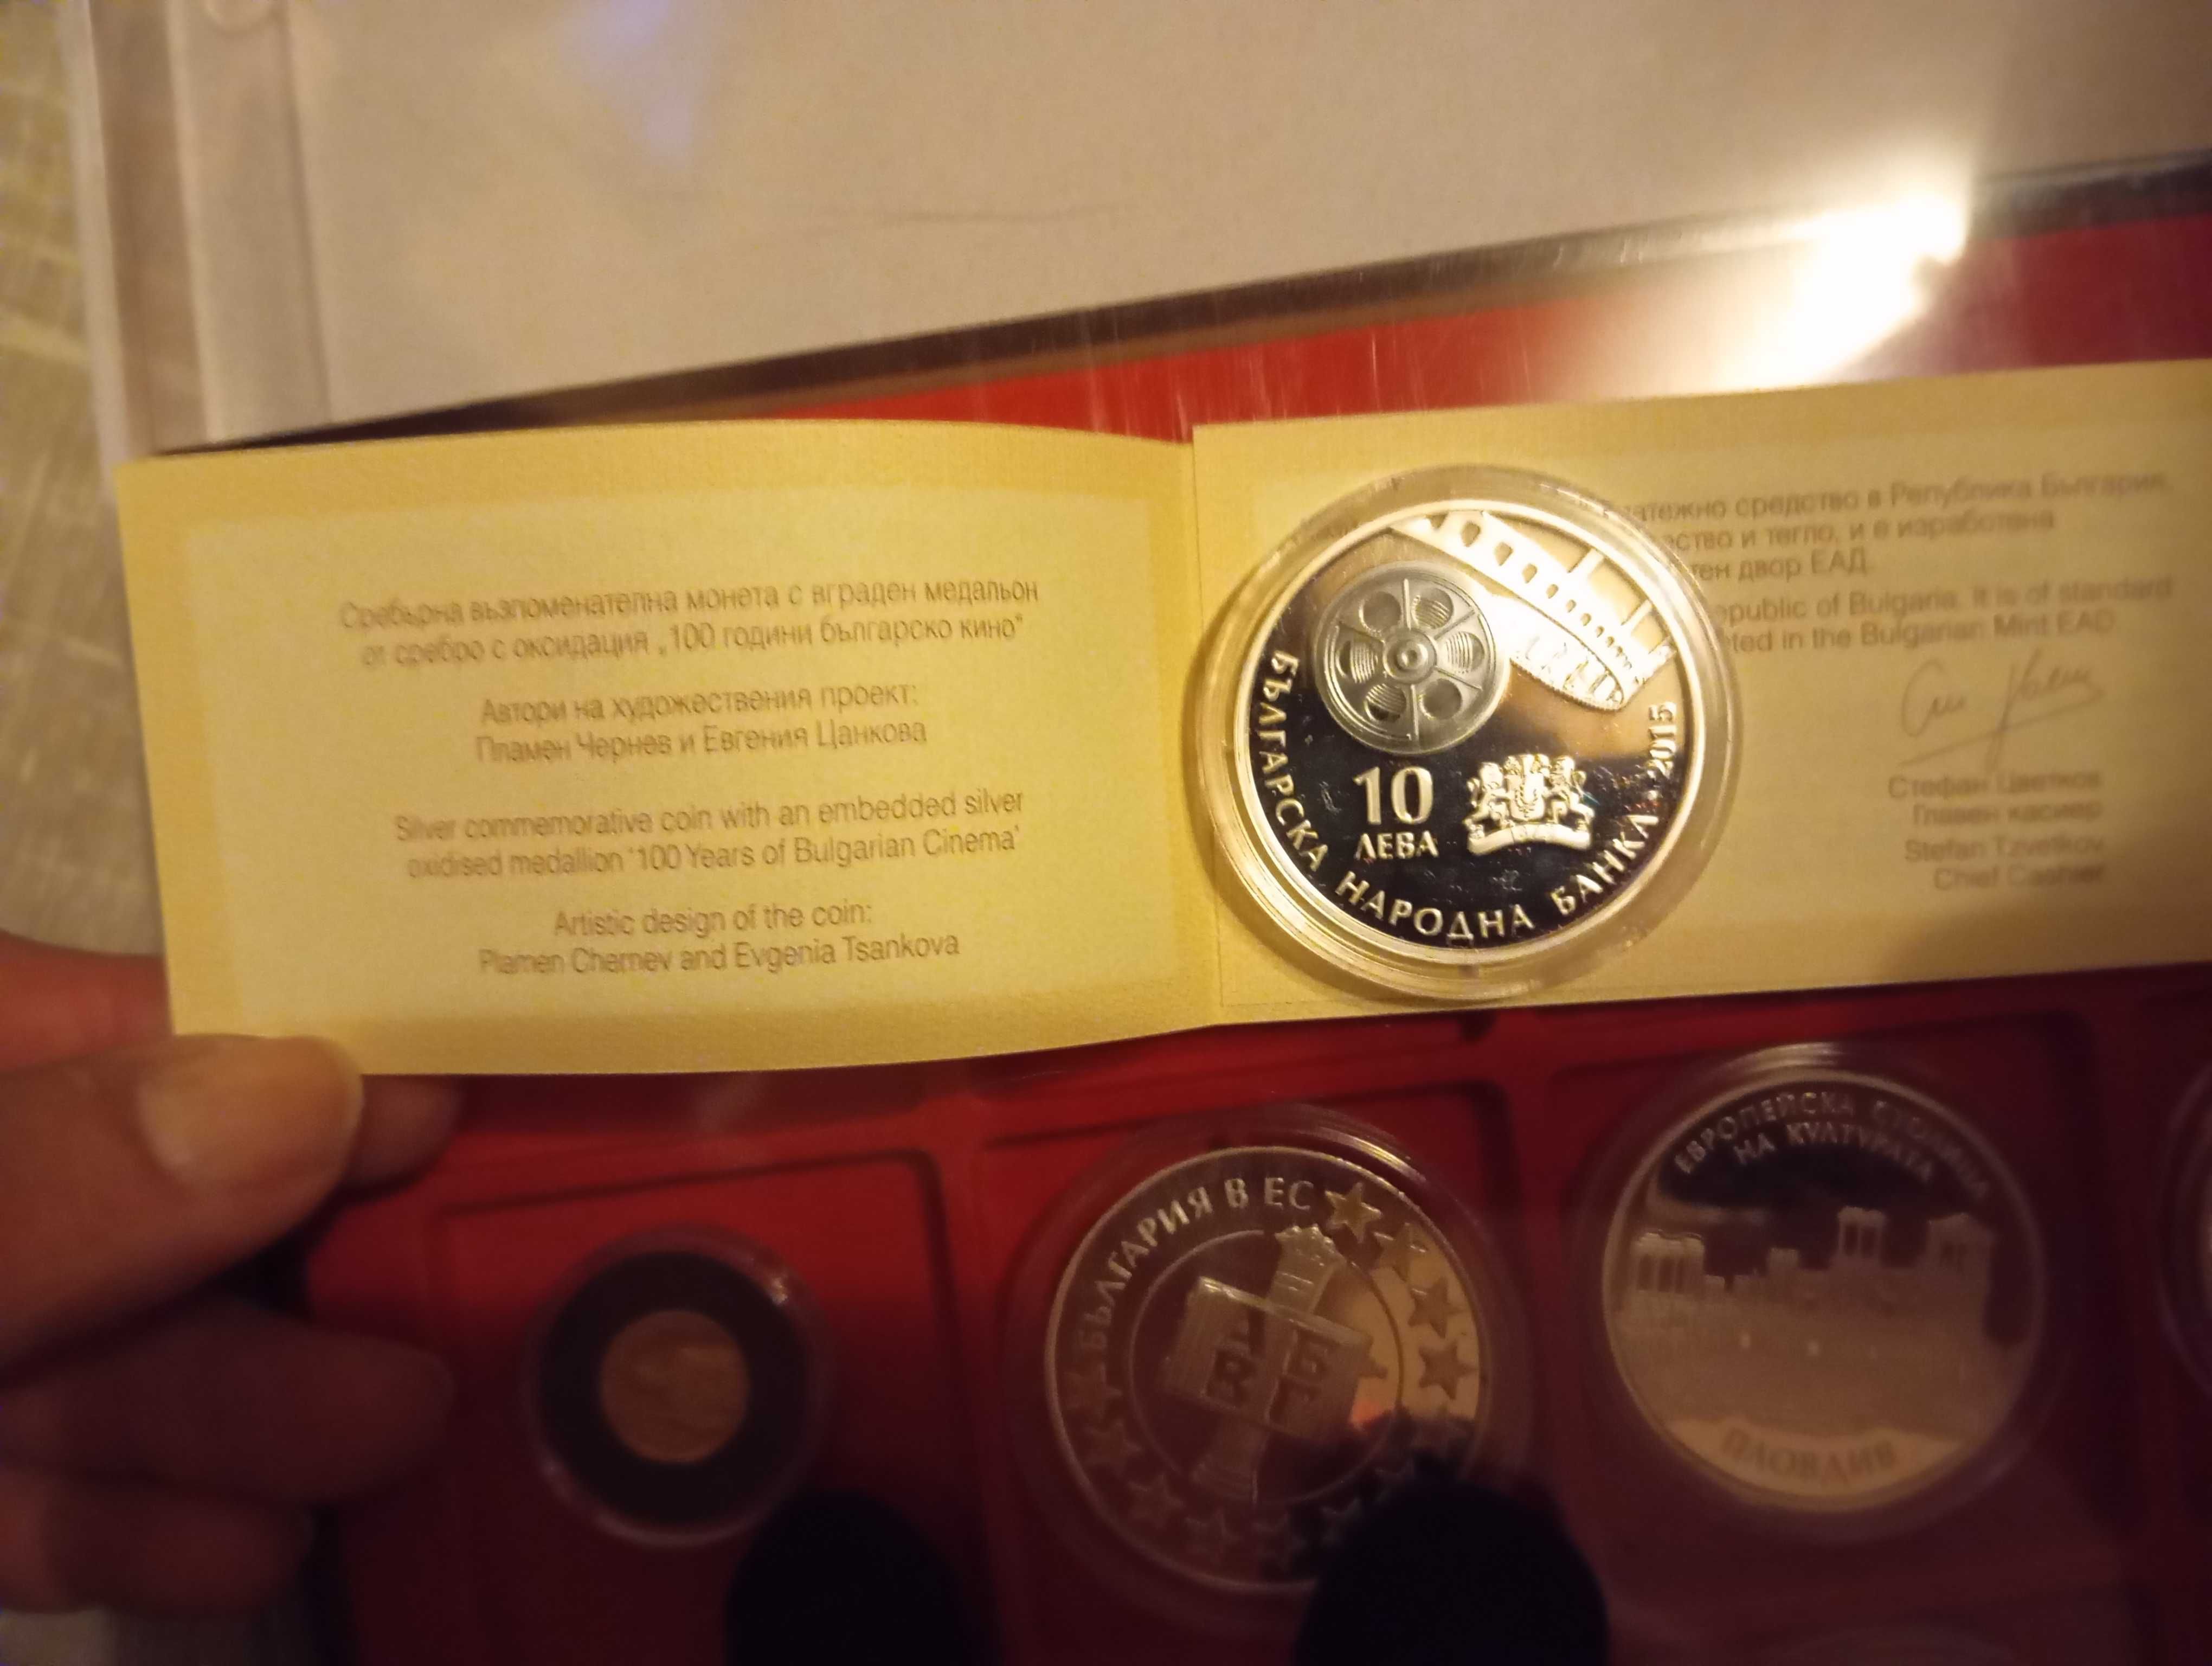 Сребърна възпоменателна монета с вграден медальон
от сребро с оксидация „100 години българско кино“
Автори на художествения проект:
Пламен Чернев и Евгения Цанкова
Silver commemorative coin with an embedded silver
oxidised medallion '100 Years of Bulgarian Cinema'
Artistic design of the coin:
Plamen Chernev and Evgenia Tsankova
10
ЛЕВА
БЪЛГАРСКА НАРОДНА БАНКА • 2015
средство в Република България,
и тегло, и е изработена
двор ЕАД.
of Bulgaria. It is of standard
in the Bulgarian Mint EAD.
Стефан Цветков
Главен касиер
Stefan Tzvetkov
Chief Cashier
БЪЛГАРИЯ В ЕС
А Б
В Г
ЕВРОПЕЙСКА СТОЛИЦА
НА КУЛТУРАТА
ПЛОВДИВ